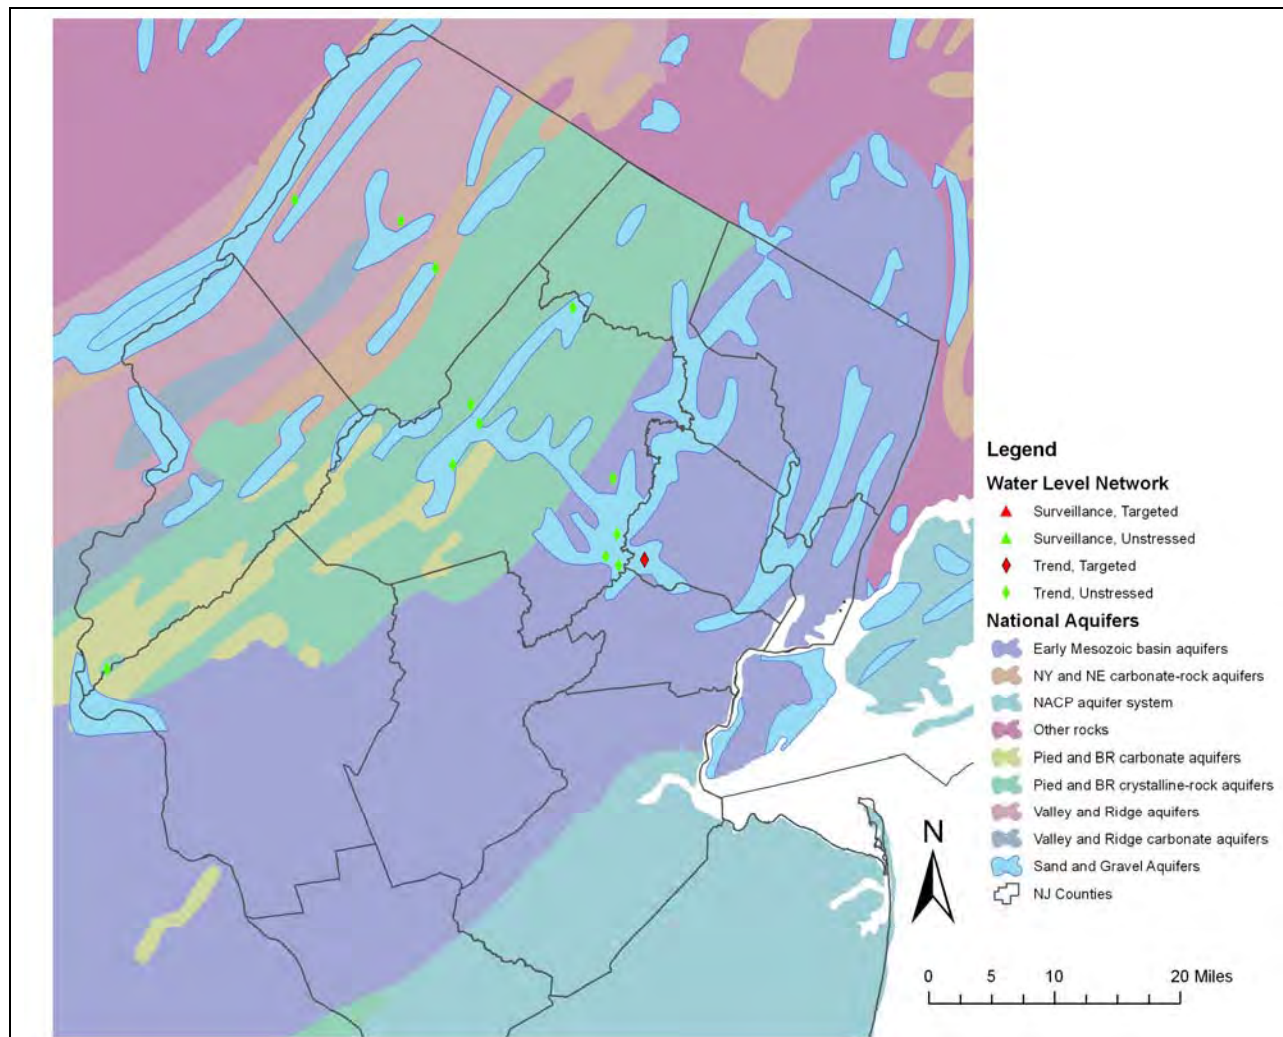 Legend
Water Level Network
Surveillance, Targeted
Surveillance, Unstressed
Trend, Targeted
Trend, Unstressed
National Aquifers
Early Mesozoic basin aquifers
NY and NE carbonate-rock aquifers
NACP aquifer system
Other rocks
Pied and BR carbonate aquifers
Pied and BR crystalline-rock aquifers
Valley and Ridge aquifers
Valley and Ridge carbonate aquifers
Sand and Gravel Aquifers
NJ Counties
N
0 5 10 20 Miles